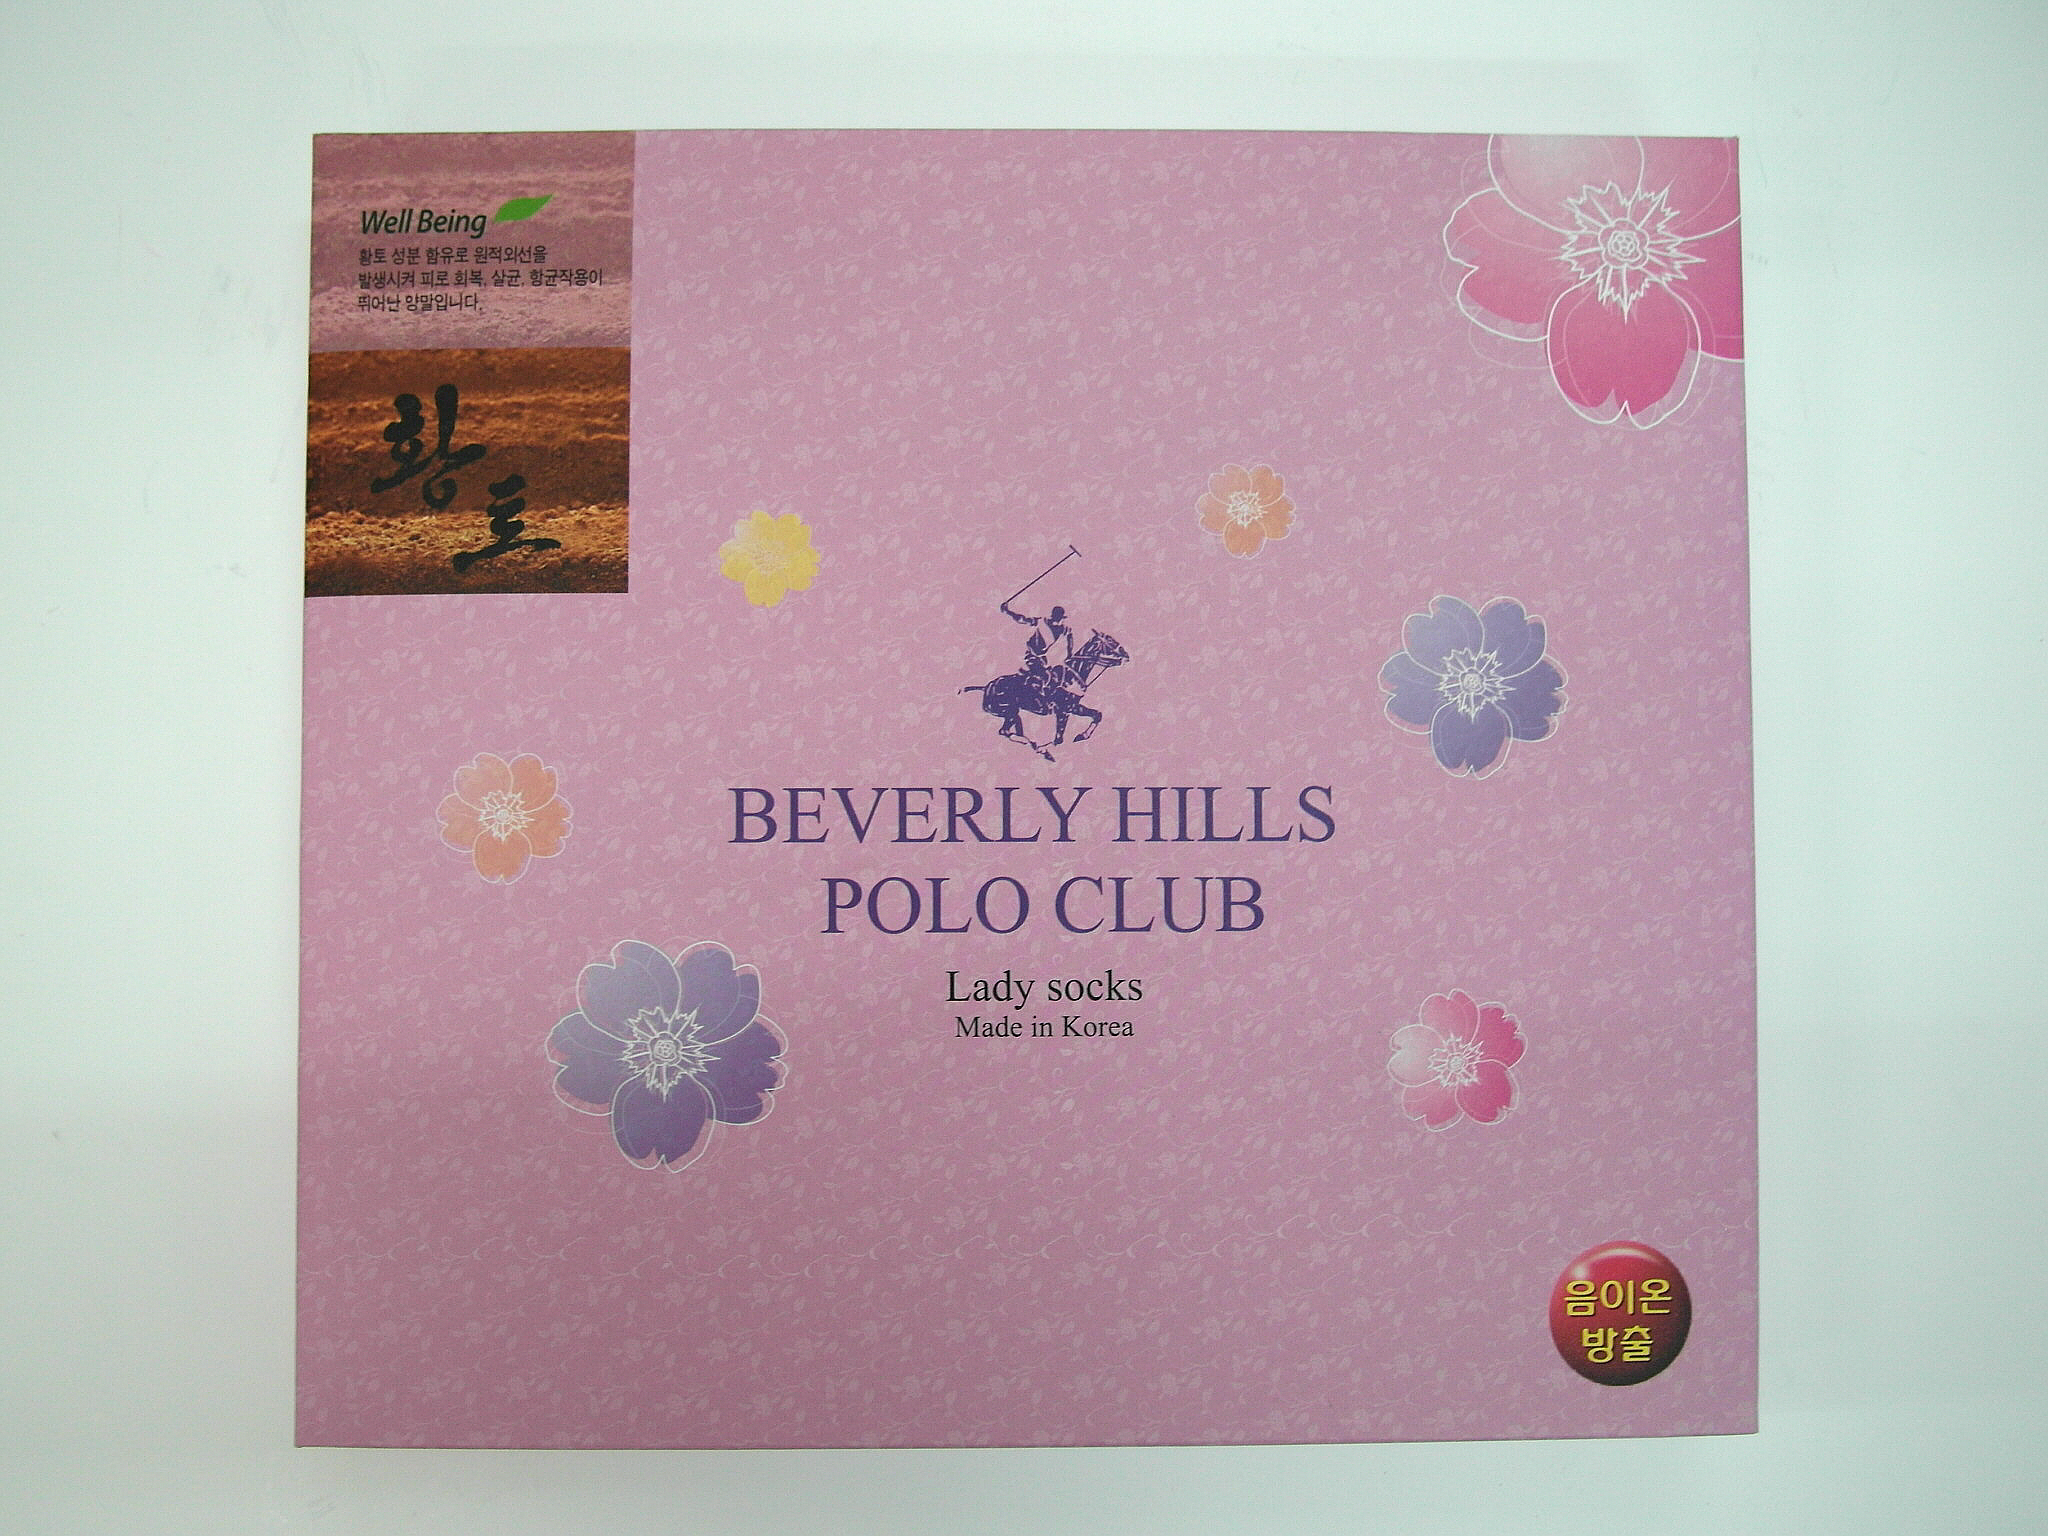 Well Being
황토 성분 함유로 원적외선을
발생시켜 피로 회복, 살균, 항균작용이
뛰어난 양말입니다.
황
토
BEVERLY HILLS
POLO CLUB
Lady socks
Made in Korea
음이온
방출